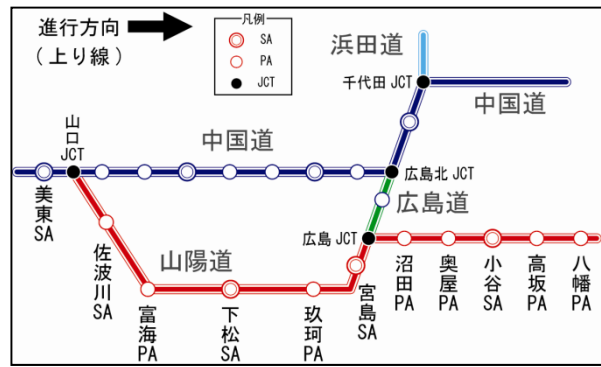 進行方向
(上り線)
凡例
SA
PA
JCT
浜田道
千代田 JCT
中国道
山口
JCT
中国道
広島北 JCT
広島道
美東
SA
広島 JCT
佐波川
SA
山陽道
富海
PA
下松
SA
玖珂
PA
宮島
SA
沼田
PA
奥屋
PA
小谷
SA
高坂
PA
八幡
PA